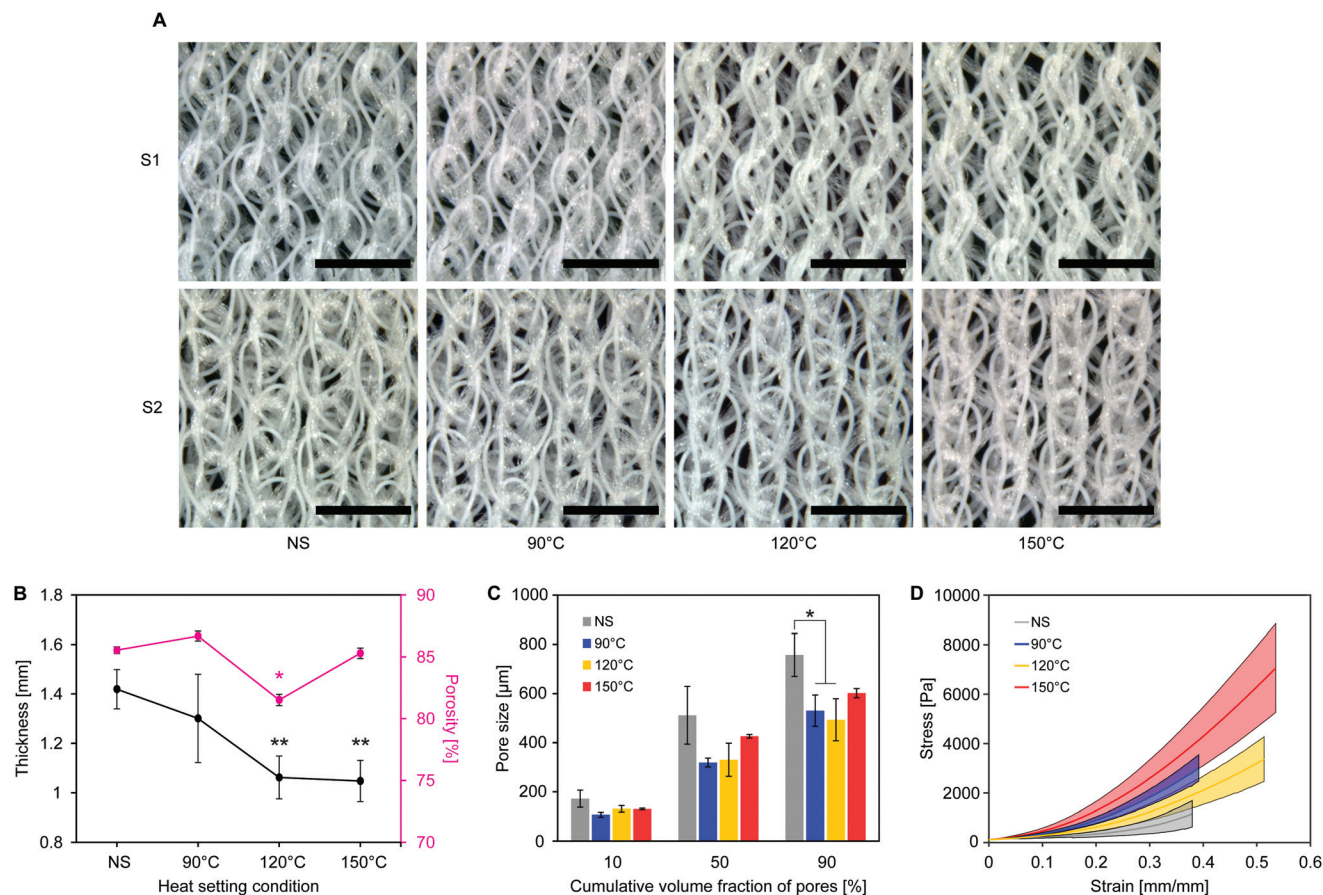 A
S1
S2
NS
90°C
120°C
150°C
B
1.8
1.6
1.4
1.2
1
0.8
Thickness [mm]
90
85
80
75
70
Porosity [%]
*
**
**
NS
90°C
120°C
150°C
Heat setting condition
C
1000
800
600
400
200
0
Pore size [µm]
NS
90°C
120°C
150°C
*
10
50
90
Cumulative volume fraction of pores [%]
D
10000
8000
6000
4000
2000
0
Stress [Pa]
NS
90°C
120°C
150°C
0
0.1
0.2
0.3
0.4
0.5
0.6
Strain [mm/mm]